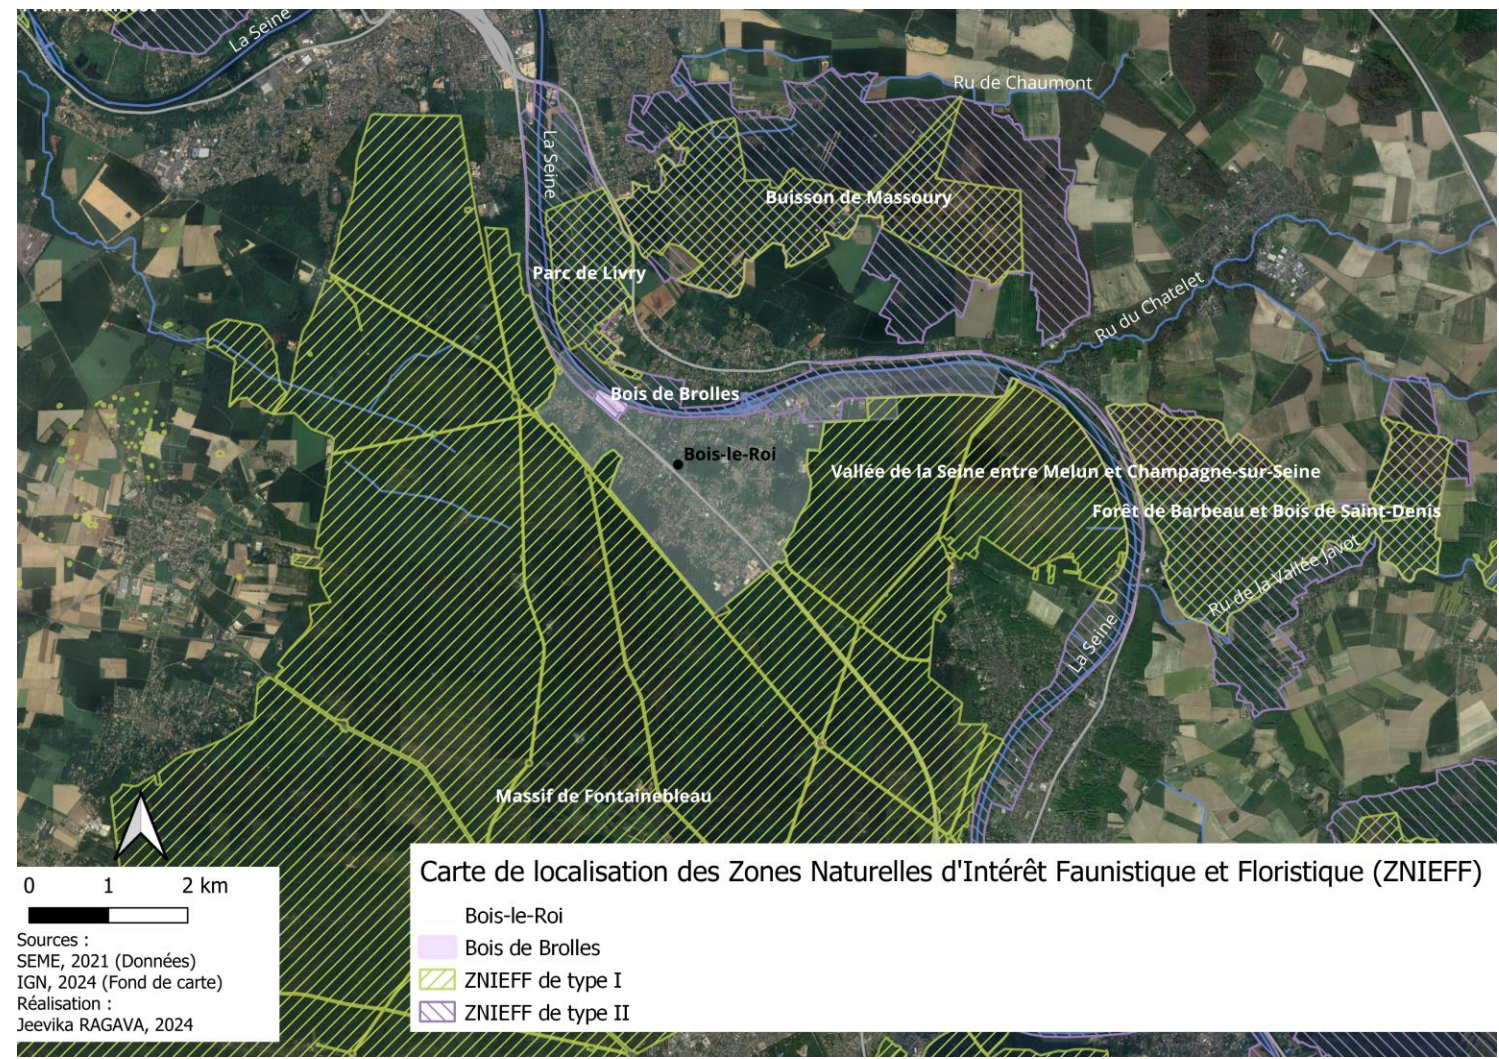 La Seine
Ru de Chaumont
La Seine
Buisson de Massoury
Parc de Livry
Ru du Chatelet
Bois de Brolles
Bois-le-Roi
Vallée de la Seine entre Melun et Champagne-sur-Seine
Forêt de Barbeau et Bois de Saint-Denis
Ru de la Vallée Javot
La Seine
Massif de Fontainebleau
0 1 2 km
Sources :
SEME, 2021 (Données)
IGN, 2024 (Fond de carte)
Réalisation :
Jeevika RAGAVA, 2024
Carte de localisation des Zones Naturelles d'Intérêt Faunistique et Floristique (ZNIEFF)
Bois-le-Roi
Bois de Brolles
ZNIEFF de type I
ZNIEFF de type II